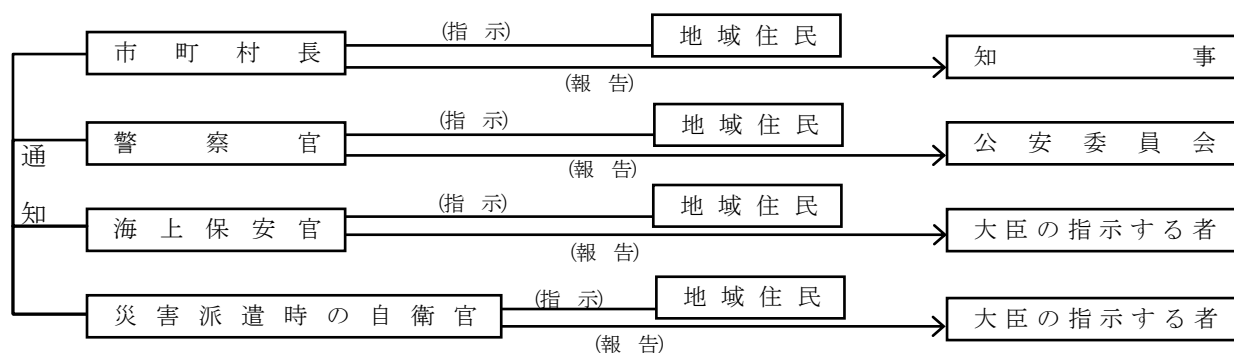 (指 示)
地域住民
市町村長
知事
(報 告)
(指 示)
地域住民
警察官
公安委員会
(報 告)
通知
(指 示)
地域住民
海上保安官
大臣の指示する者
(報 告)
(指 示)
地域住民
災害派遣時の自衛官
大臣の指示する者
(報 告)